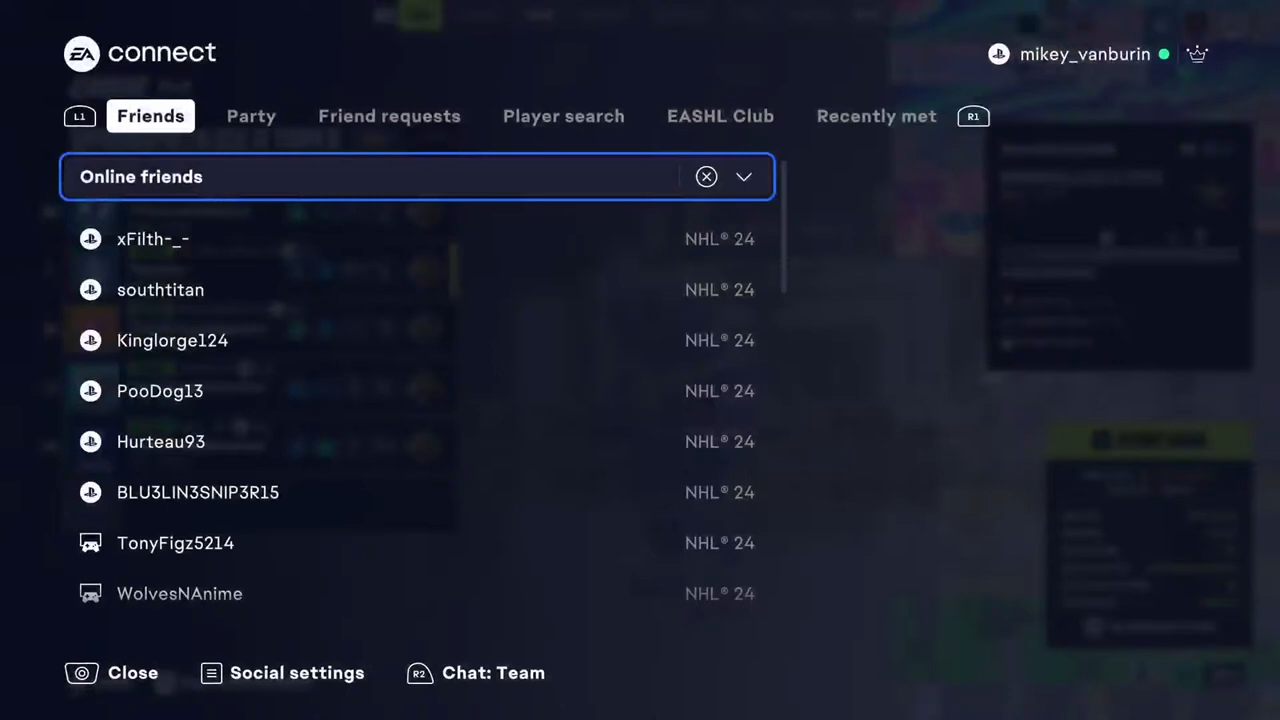 EA connect
mikey_vanburin
L1 Friends Party Friend requests Player search EASHL Club Recently met R1
Online friends
xFilth-_- NHL® 24
southtitan NHL® 24
Kinglorge124 NHL® 24
PooDog13 NHL® 24
Hurteau93 NHL® 24
BLU3LIN3SNIP3R15 NHL® 24
TonyFigz5214 NHL® 24
WolvesNAnime NHL® 24
Close Social settings R2 Chat: Team